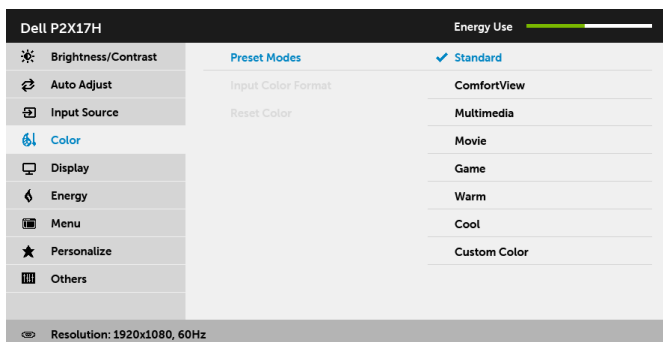 Dell P2X17H
Energy Use
Brightness/Contrast
Auto Adjust
Input Source
Color
Display
Energy
Menu
Personalize
Others
Preset Modes
Input Color Format
Reset Color
Standard
ComfortView
Multimedia
Movie
Game
Warm
Cool
Custom Color
Resolution: 1920x1080, 60Hz